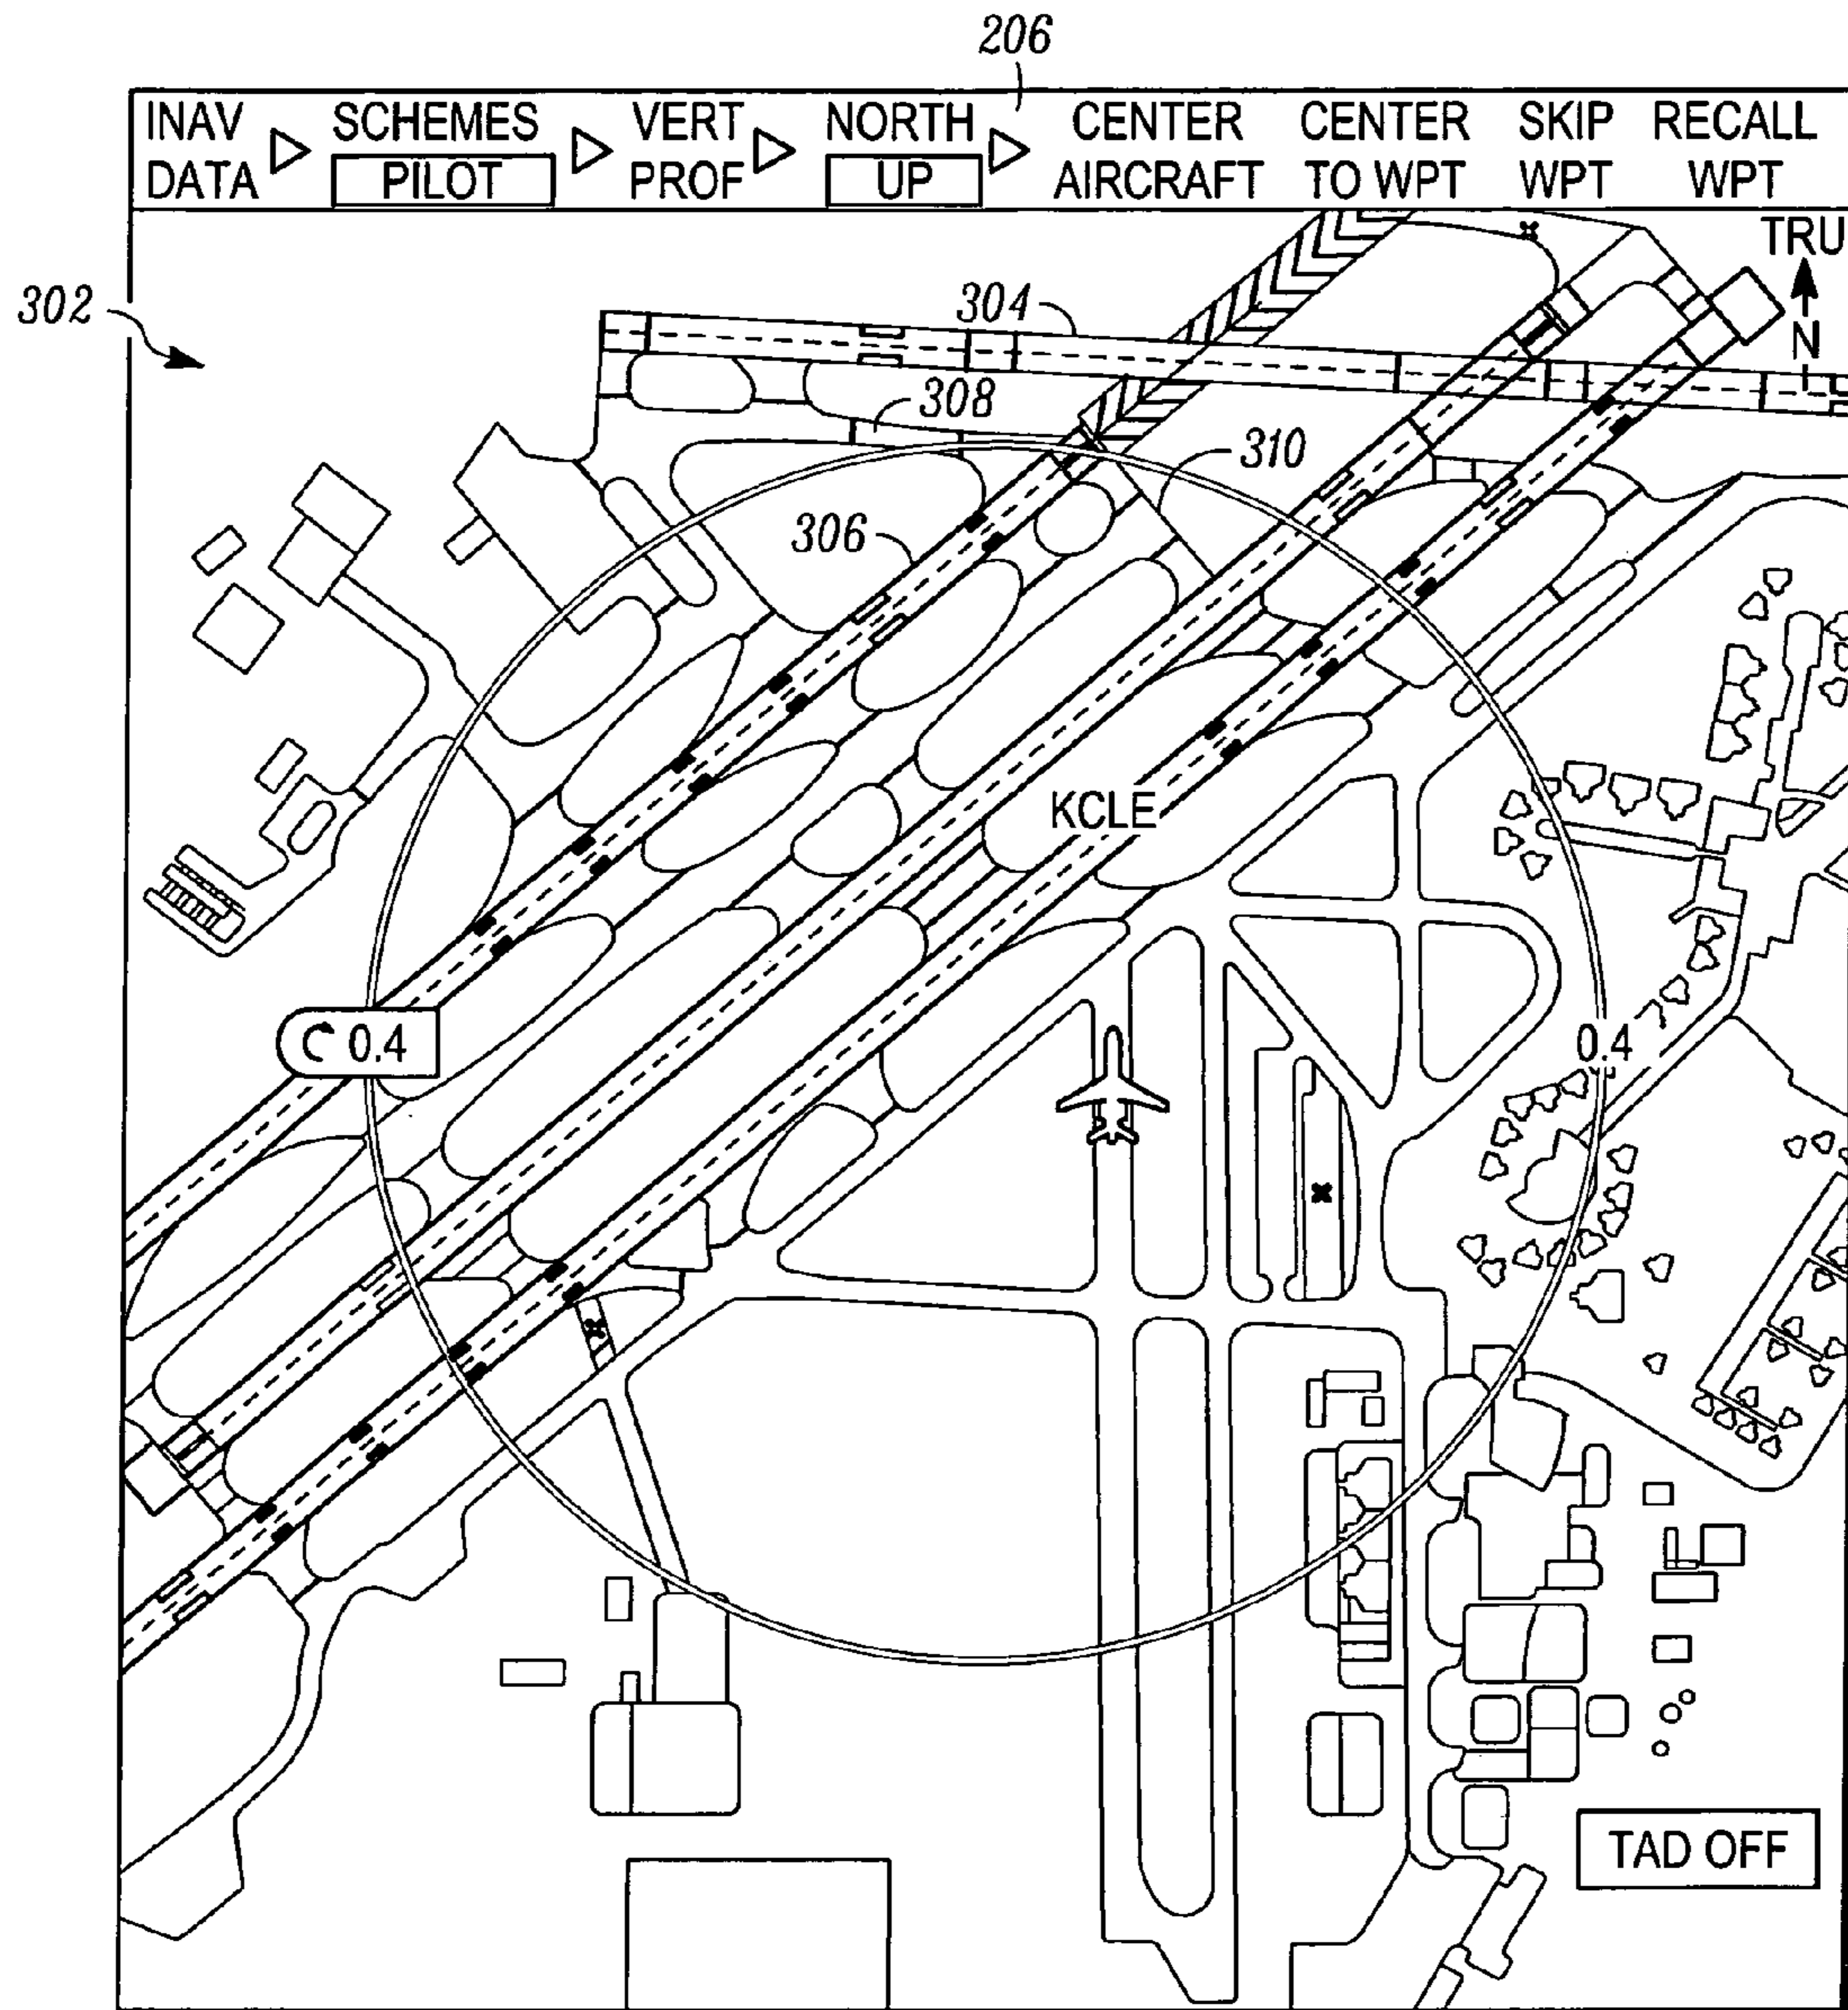 206
INAV DATA
SCHEMES PILOT
VERT PROF
NORTH UP
CENTER AIRCRAFT
CENTER TO WPT
SKIP WPT
RECALL WPT
TRU
N
302
304
308
310
306
KCLE
0.4
0.4
TAD OFF